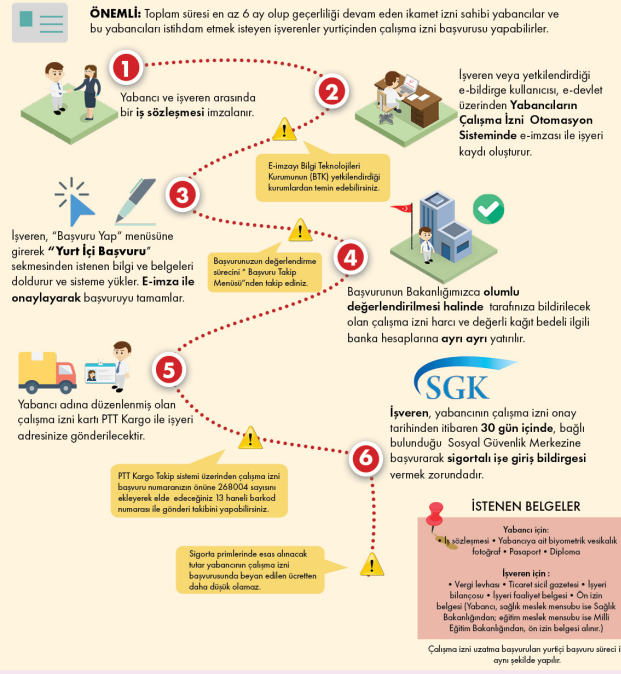 ÖNEMLİ: Toplam süresi en az 6 ay olup geçerliliği devam eden ikamet izni sahibi yabancılar ve
bu yabancıları istihdam etmek isteyen işverenler yurtiçinden çalışma izni başvurusu yapabilirler.
1
Yabancı ve işveren arasında
bir iş sözleşmesi imzalanır.
2
İşveren veya yetkilendirdiği
e-bildirge kullanıcısı, e-devlet
üzerinden Yabancıların
Çalışma İzni Otomasyon
Sisteminde e-imzası ile işyeri
kaydı oluşturur.
E-imzayı Bilgi Teknolojileri
Kurumunun (BTK) yetkilendirdiği
kurumlardan temin edebilirsiniz.
3
İşveren, “Başvuru Yap” menüsüne
girerek “Yurt İçi Başvuru”
sekmesinden istenen bilgi ve belgeleri
doldurur ve sisteme yükler. E-imza ile
onaylayarak başvuruyu tamamlar.
Başvurunuzun değerlendirme
sürecini “ Başvuru Takip
Menüsü”nden takip ediniz.
4
Başvurunun Bakanlığımızca olumlu
değerlendirilmesi halinde tarafınıza bildirilecek
olan çalışma izni harcı ve değerli kağıt bedeli ilgili
banka hesaplarına ayrı ayrı yatırılır.
5
Yabancı adına düzenlenmiş olan
çalışma izni kartı PTT Kargo ile işyeri
adresinize gönderilecektir.
PTT Kargo Takip sistemi üzerinden çalışma izni
başvuru numaranızın önüne 268004 sayısını
ekleyerek elde edeceğiniz 13 haneli barkod
numarası ile gönderi takibini yapabilirsiniz.
SGK
6
İşveren, yabancının çalışma izni onay
tarihinden itibaren 30 gün içinde, bağlı
bulunduğu Sosyal Güvenlik Merkezine
başvurarak sigortalı işe giriş bildirgesi
vermek zorundadır.
Sigorta primlerinde esas alınacak
tutar yabancının çalışma izni
başvurusunda beyan edilen ücretten
daha düşük olamaz.
İSTENEN BELGELER
Yabancı için:
• İş sözleşmesi • Yabancıya ait biyometrik vesikalık
fotoğraf • Pasaport • Diploma
İşveren için :
• Vergi levhası • Ticaret sicil gazetesi • İşyeri
bilançosu • İşyeri faaliyet belgesi • Ön izin
belgesi (Yabancı, sağlık meslek mensubu ise Sağlık
Bakanlığından; eğitim meslek mensubu ise Milli
Eğitim Bakanlığından, ön izin belgesi alınır.)
Çalışma izni uzatma başvuruları yurtiçi başvuru süreci i
aynı şekilde yapılır.